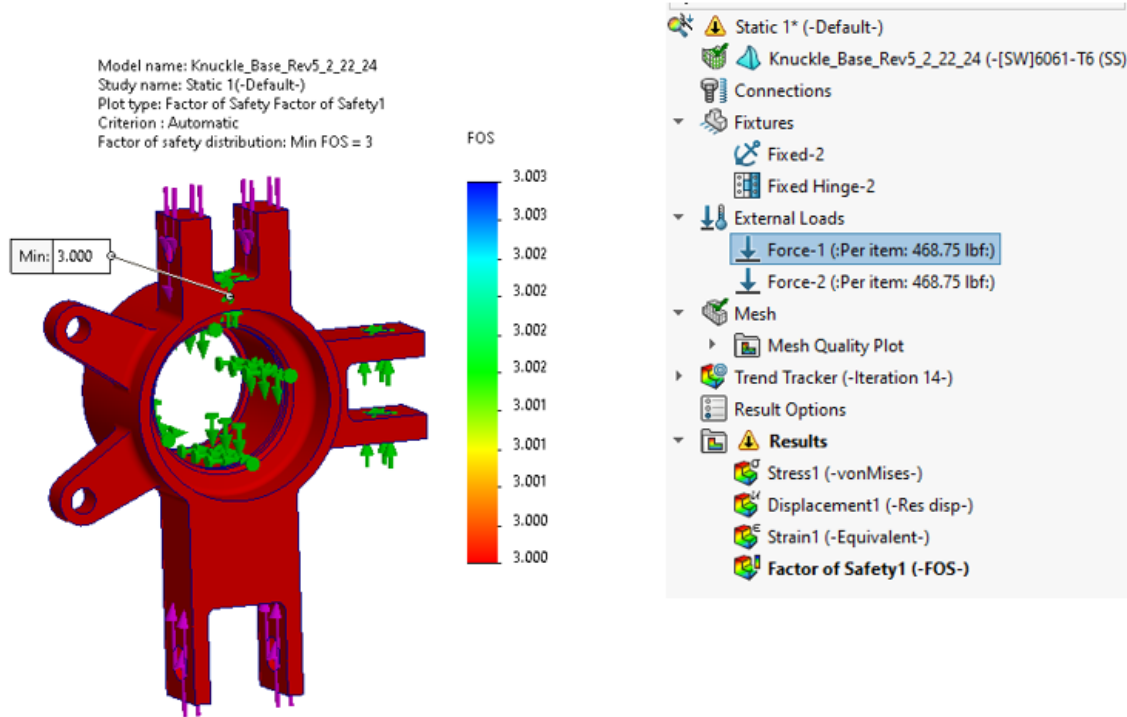 Model name: Knuckle_Base_Rev5_2_22_24
Study name: Static 1(-Default-)
Plot type: Factor of Safety Factor of Safety1
Criterion : Automatic
Factor of safety distribution: Min FOS = 3
FOS
3.003
3.003
3.002
3.002
3.002
3.002
3.001
3.001
3.000
3.000
Min: 3.000
Static 1* (-Default-)
Knuckle_Base_Rev5_2_22_24 (-[SW]6061-T6 (SS)
Connections
Fixtures
Fixed-2
Fixed Hinge-2
External Loads
Force-1 (:Per item: 468.75 lbf:)
Force-2 (:Per item: 468.75 lbf:)
Mesh
Mesh Quality Plot
Trend Tracker (-Iteration 14-)
Result Options
Results
Stress1 (-vonMises-)
Displacement1 (-Res disp-)
Strain1 (-Equivalent-)
Factor of Safety1 (-FOS-)